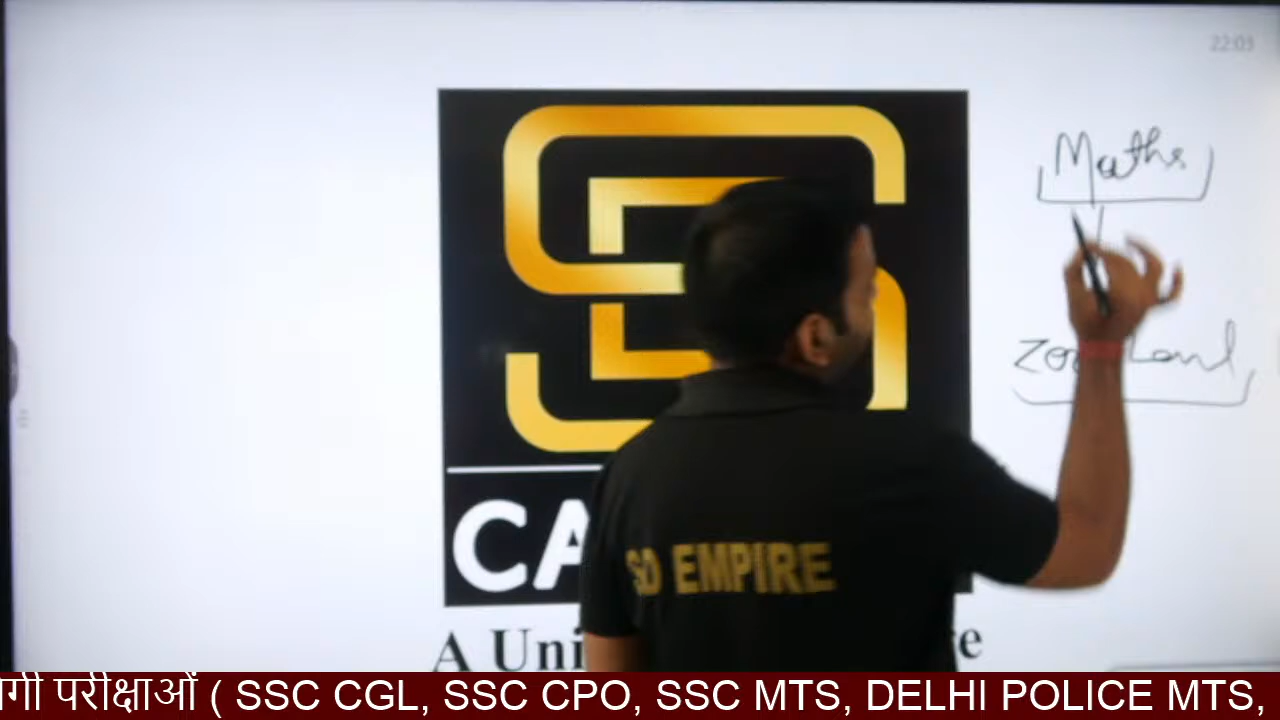 22:03
Maths
CA
SD EMPIRE
A Uni
e
गी परीक्षाओं ( SSC CGL, SSC CPO, SSC MTS, DELHI POLICE MTS,